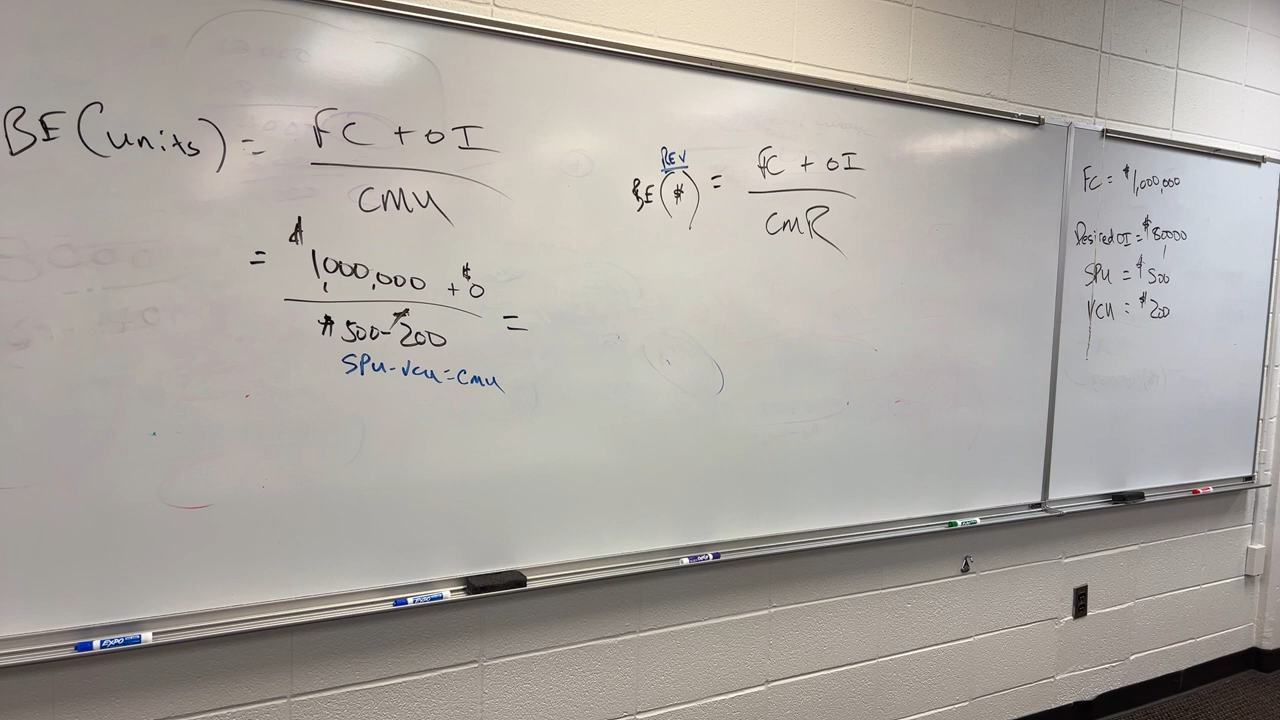 BE (units) = FC + OI
CMU
= $1,000,000 + $0
$500 - $200 =
SPU - VCU = CMU
REV
BE ($) = FC + OI
CMR
FC = $1,000,000
Desired OI = $80000
SPU = $500
VCU = $200
EXPO